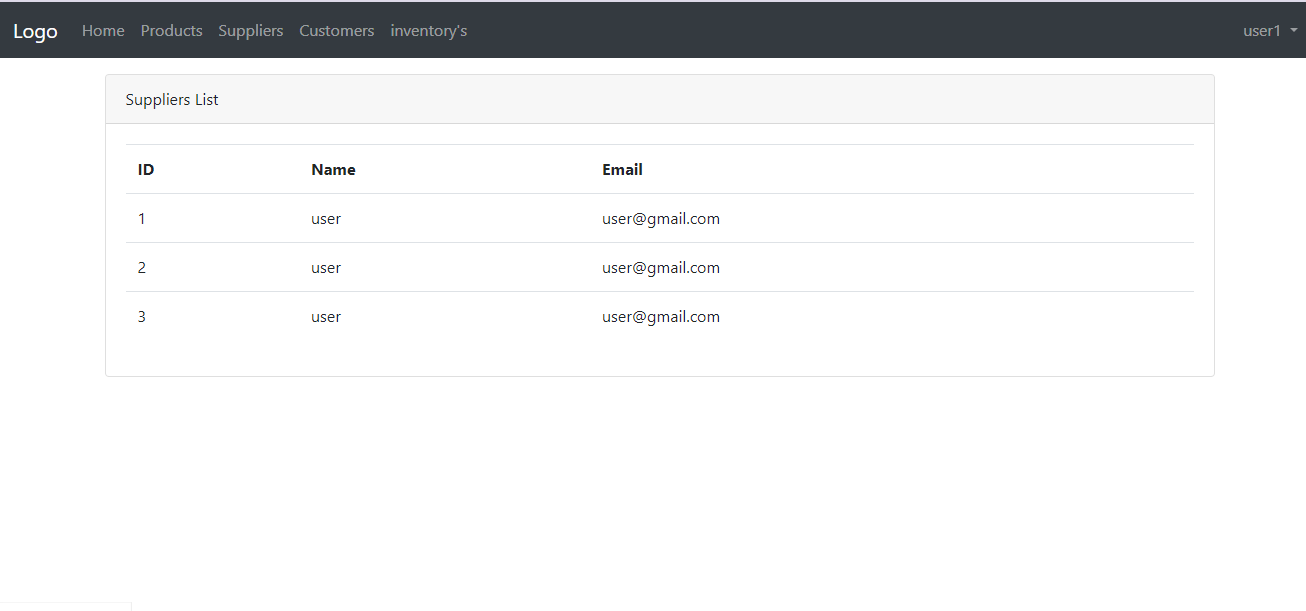 Logo Home Products Suppliers Customers inventory's user1
Suppliers List
ID Name Email
1 user user@gmail.com
2 user user@gmail.com
3 user user@gmail.com